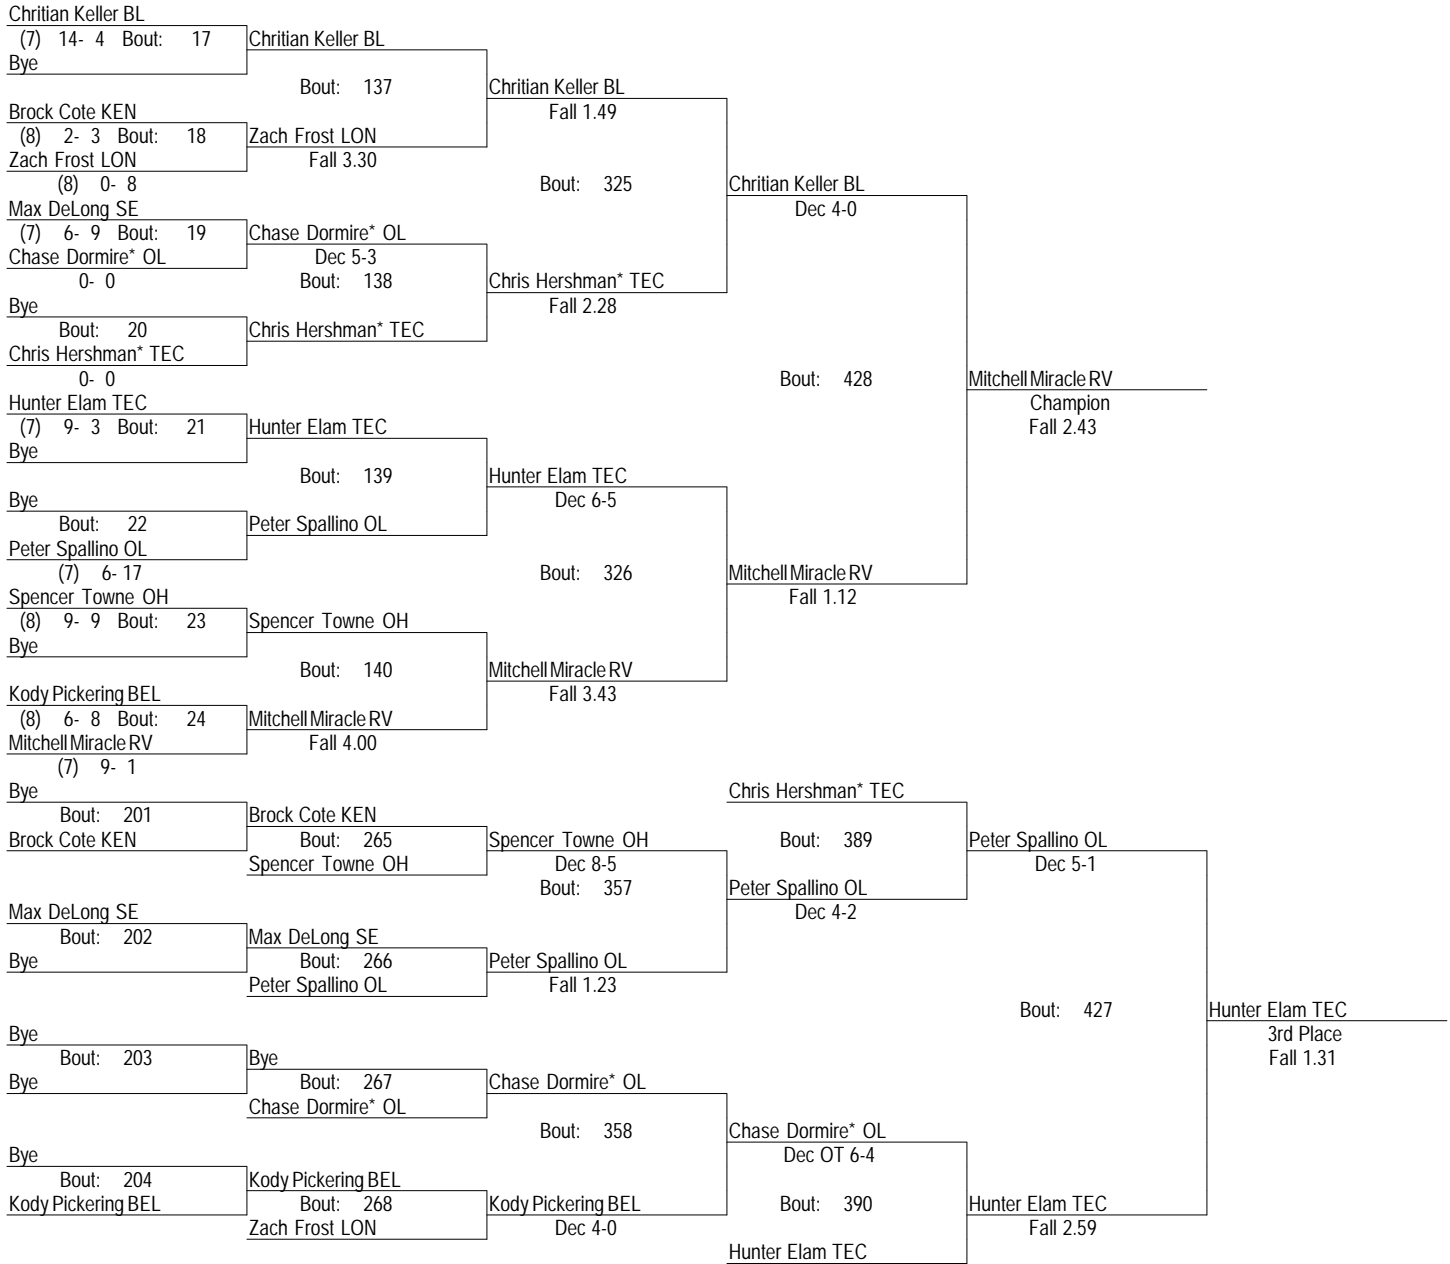 Chritian Keller BL
(7) 14- 4 Bout: 17 Chritian Keller BL
Bye
Bout: 137 Chritian Keller BL
Brock Cote KEN Fall 1.49
(8) 2- 3 Bout: 18 Zach Frost LON
Zach Frost LON Fall 3.30
(8) 0- 8 Bout: 325 Chritian Keller BL
Max DeLong SE Dec 4-0
(7) 6- 9 Bout: 19 Chase Dormire* OL
Chase Dormire* OL Dec 5-3
0- 0 Bout: 138 Chris Hershman* TEC
Bye Fall 2.28
Bout: 20 Chris Hershman* TEC
Chris Hershman* TEC
0- 0 Bout: 428 Mitchell Miracle RV
Hunter Elam TEC Champion
(7) 9- 3 Bout: 21 Hunter Elam TEC Fall 2.43
Bye
Bout: 139 Hunter Elam TEC
Bye Dec 6-5
Bout: 22 Peter Spallino OL
Peter Spallino OL
(7) 6- 17 Bout: 326 Mitchell Miracle RV
Spencer Towne OH Fall 1.12
(8) 9- 9 Bout: 23 Spencer Towne OH
Bye
Bout: 140 Mitchell Miracle RV
Kody Pickering BEL Fall 3.43
(8) 6- 8 Bout: 24 Mitchell Miracle RV
Mitchell Miracle RV Fall 4.00
(7) 9- 1
Bye Chris Hershman* TEC
Bout: 201 Brock Cote KEN
Brock Cote KEN Bout: 265 Spencer Towne OH Bout: 389 Peter Spallino OL
Spencer Towne OH Dec 8-5 Dec 5-1
Bout: 357 Peter Spallino OL
Max DeLong SE Dec 4-2
Bout: 202 Max DeLong SE
Bye Bout: 266 Peter Spallino OL
Peter Spallino OL Fall 1.23
Bout: 427 Hunter Elam TEC
Bye 3rd Place
Bout: 203 Bye Fall 1.31
Bye Bout: 267 Chase Dormire* OL
Chase Dormire* OL
Bout: 358 Chase Dormire* OL
Bye Dec OT 6-4
Bout: 204 Kody Pickering BEL
Kody Pickering BEL Bout: 268 Kody Pickering BEL Bout: 390 Hunter Elam TEC
Zach Frost LON Dec 4-0 Fall 2.59
Hunter Elam TEC